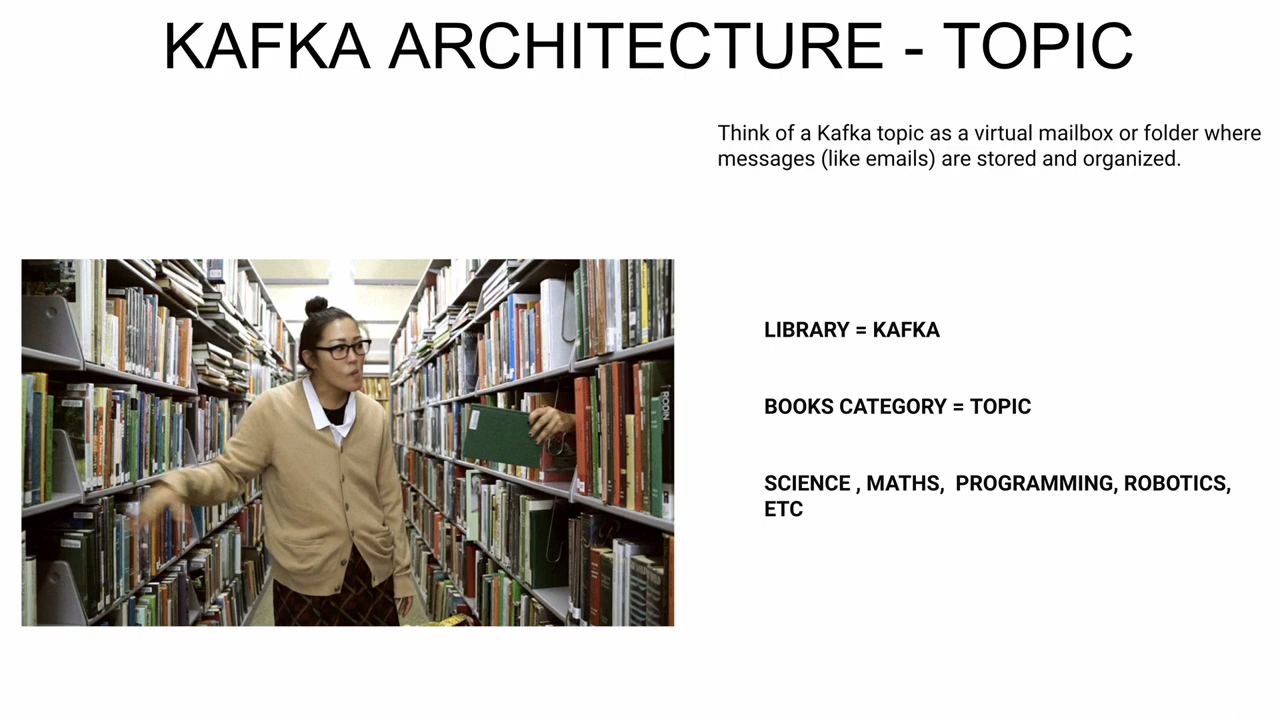 KAFKA ARCHITECTURE - TOPIC
Think of a Kafka topic as a virtual mailbox or folder where
messages (like emails) are stored and organized.
LIBRARY = KAFKA
BOOKS CATEGORY = TOPIC
SCIENCE , MATHS,  PROGRAMMING, ROBOTICS,
ETC
RODIN